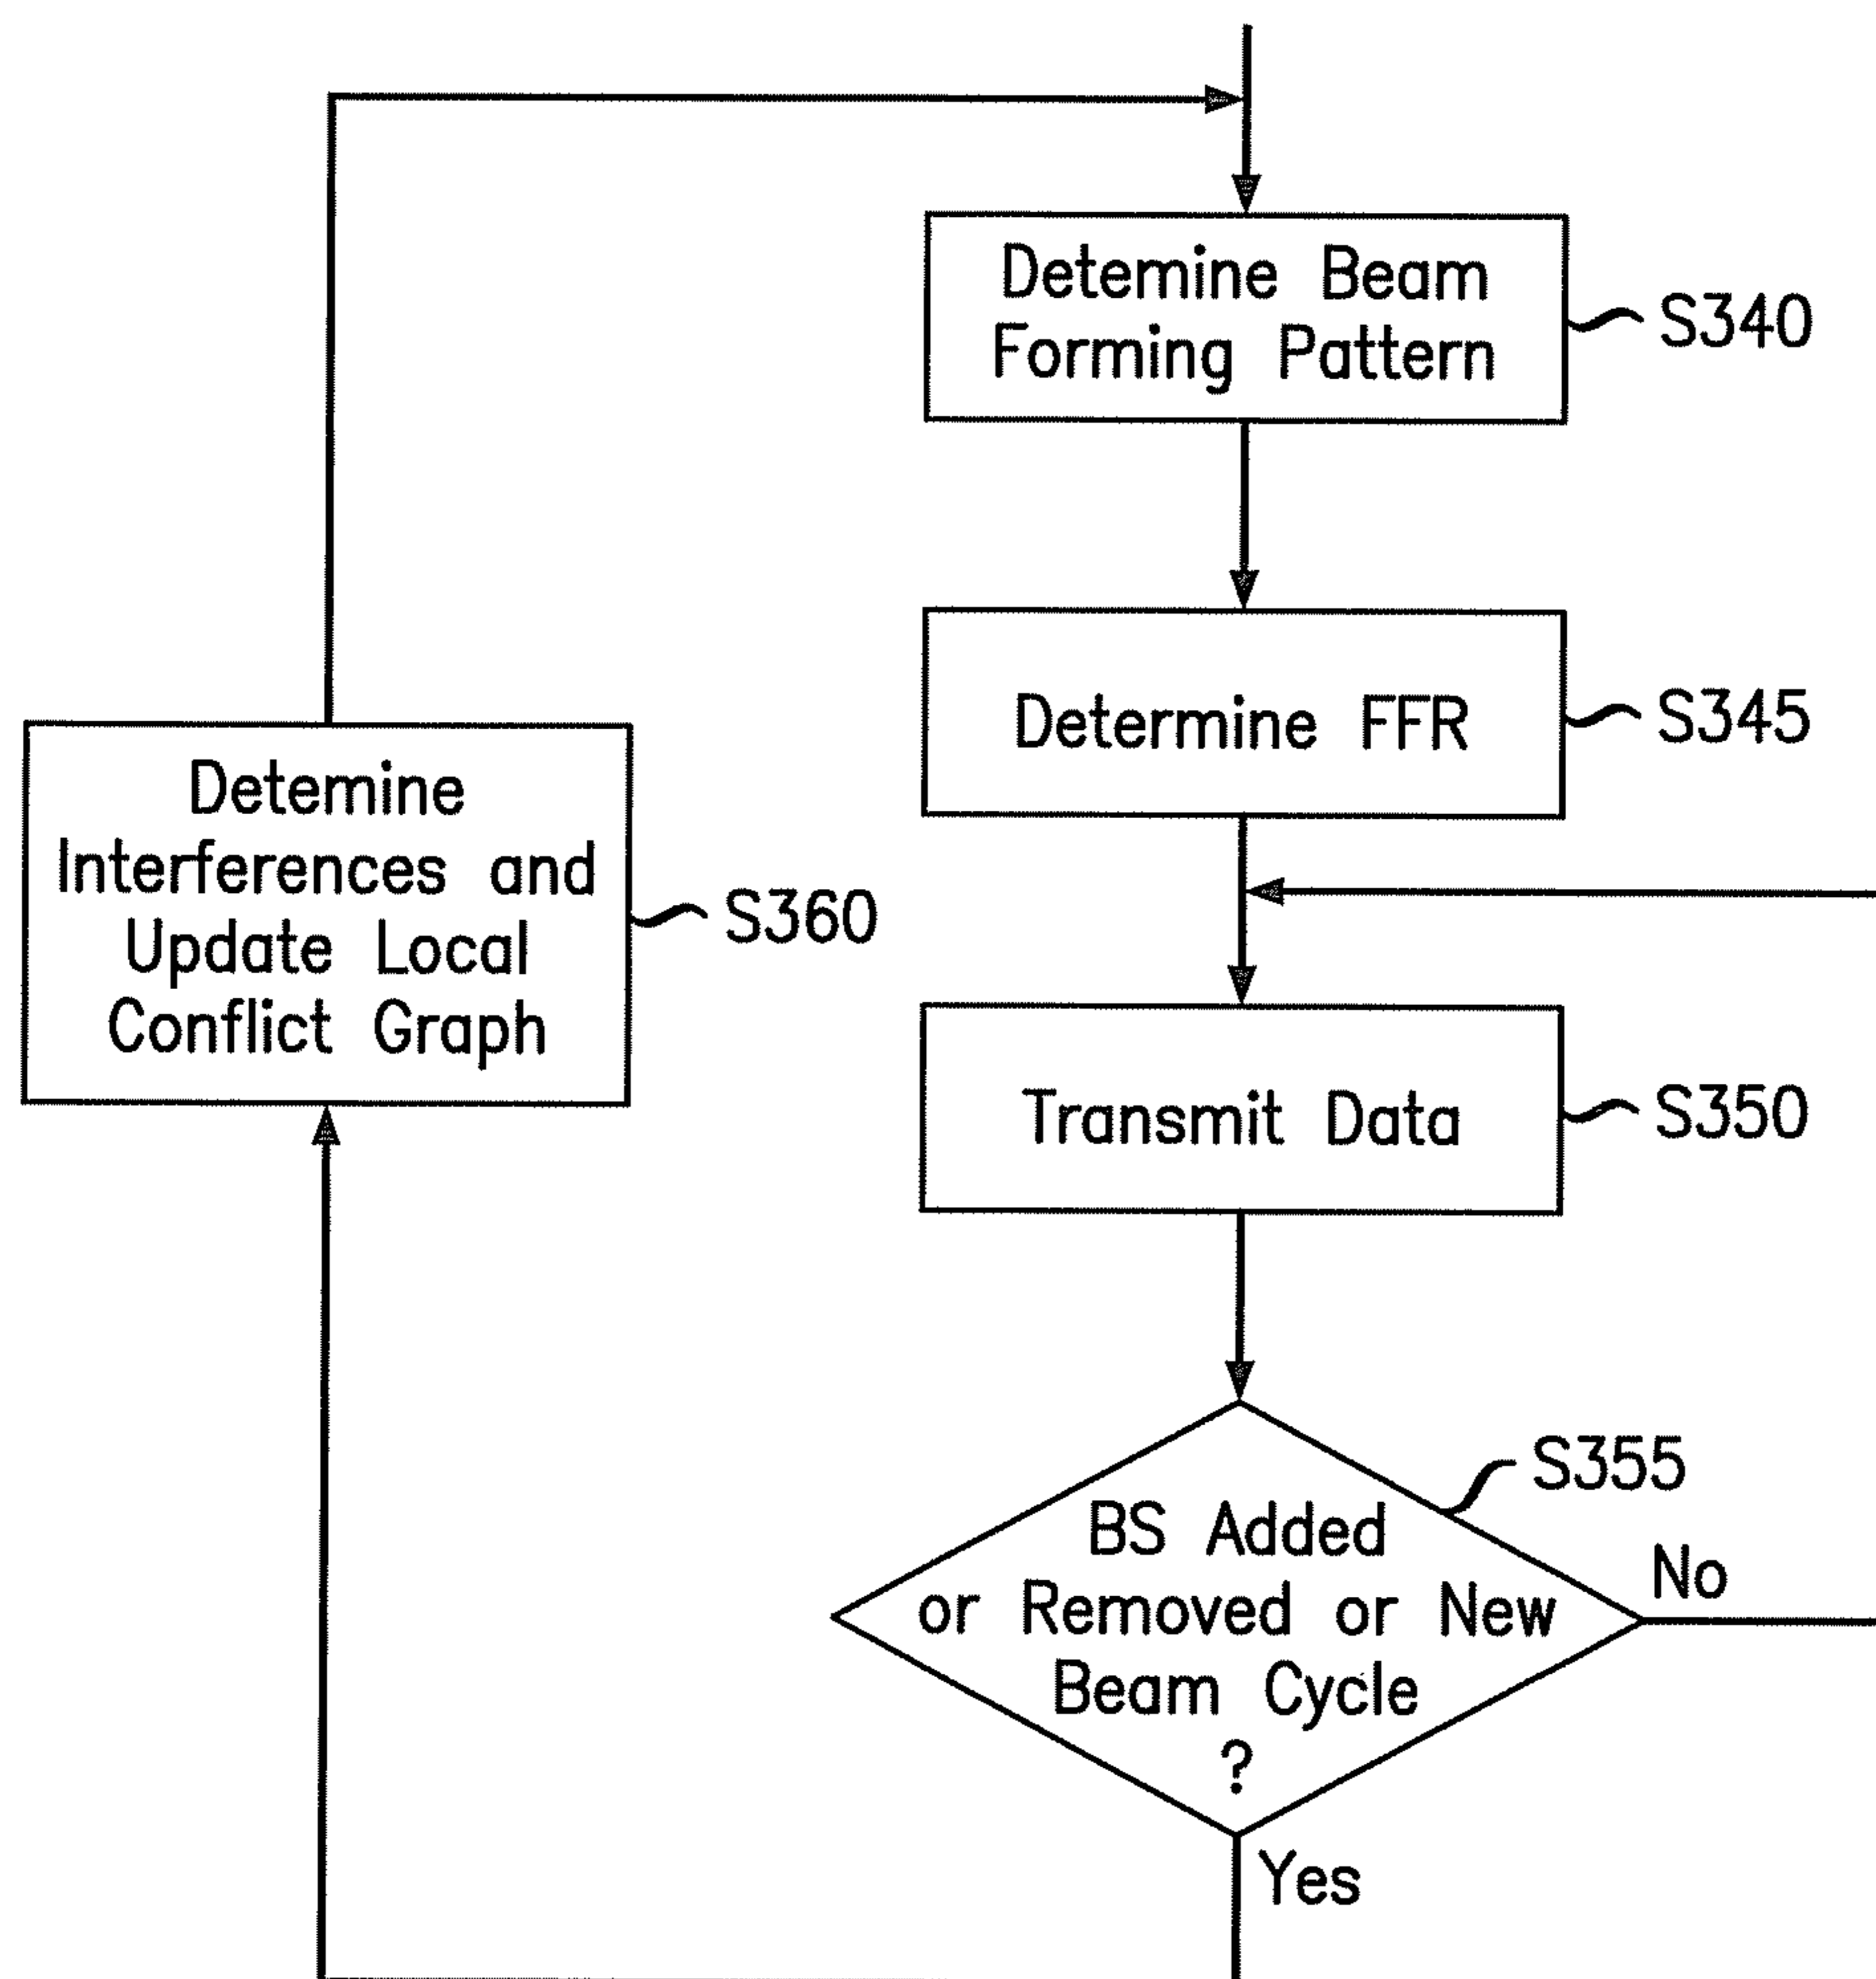 Detemine Beam
Forming Pattern
S340
Determine FFR
S345
Detemine
Interferences and
Update Local
Conflict Graph
S360
Transmit Data
S350
S355
BS Added
or Removed or New
Beam Cycle
?
No
Yes